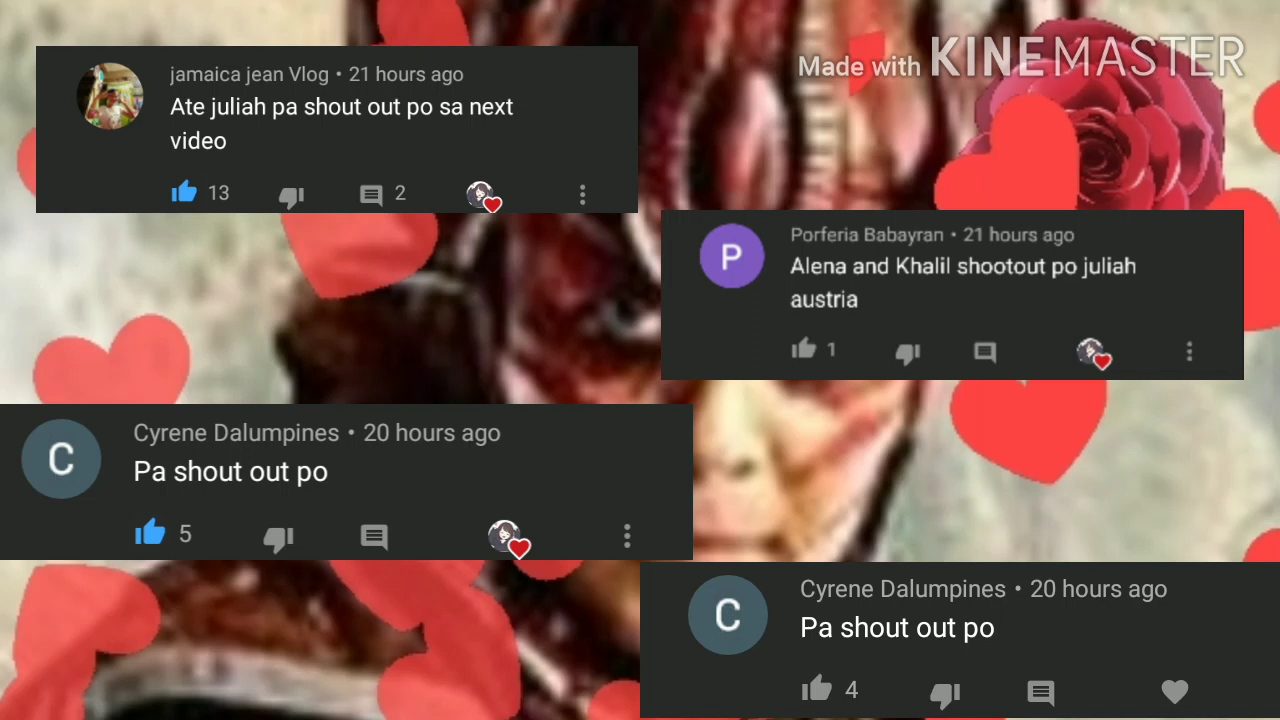 Made with KINEMASTER
jamaica jean Vlog • 21 hours ago
Ate juliah pa shout out po sa next
video
13
2
P
Porferia Babayran • 21 hours ago
Alena and Khalil shootout po juliah
austria
1
C
Cyrene Dalumpines • 20 hours ago
Pa shout out po
5
C
Cyrene Dalumpines • 20 hours ago
Pa shout out po
4